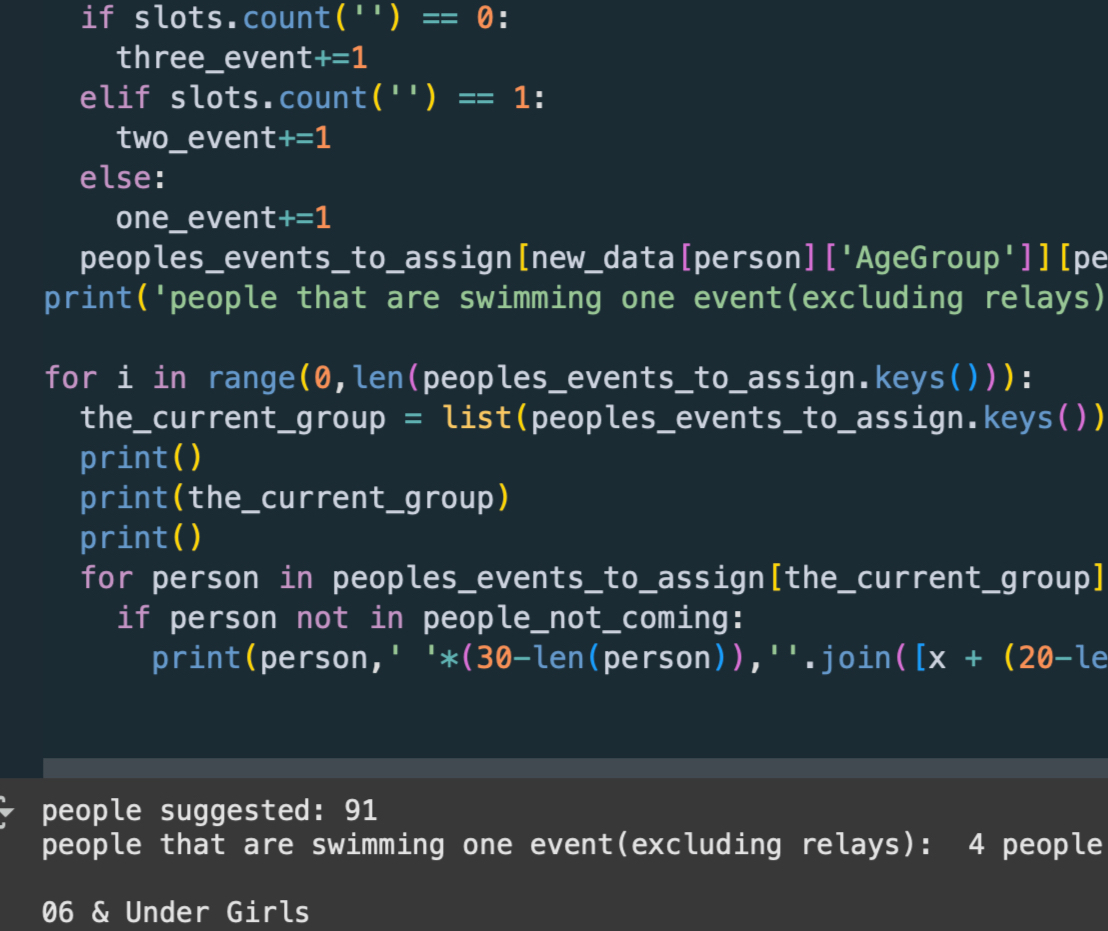 if slots.count('') == 0:
three_event+=1
elif slots.count('') == 1:
two_event+=1
else:
one_event+=1
peoples_events_to_assign[new_data[person]['AgeGroup']][pe
print('people that are swimming one event(excluding relays)
for i in range(0,len(peoples_events_to_assign.keys())):
the_current_group = list(peoples_events_to_assign.keys())
print()
print(the_current_group)
print()
for person in peoples_events_to_assign[the_current_group]
if person not in people_not_coming:
print(person,' '*(30-len(person)),''.join([x + (20-le
people suggested: 91
people that are swimming one event(excluding relays):  4 people
06 & Under Girls